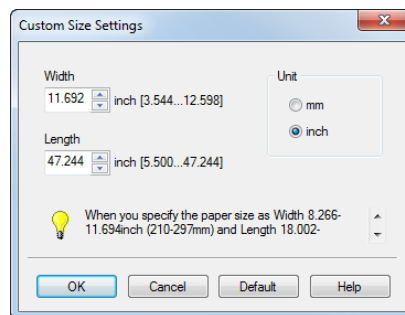 Custom Size Settings
Width
11.692 inch [3.544...12.598]
Length
47.244 inch [5.500...47.244]
Unit
mm
inch
When you specify the paper size as Width 8.266-
11.694inch (210-297mm) and Length 18.002-
OK Cancel Default Help